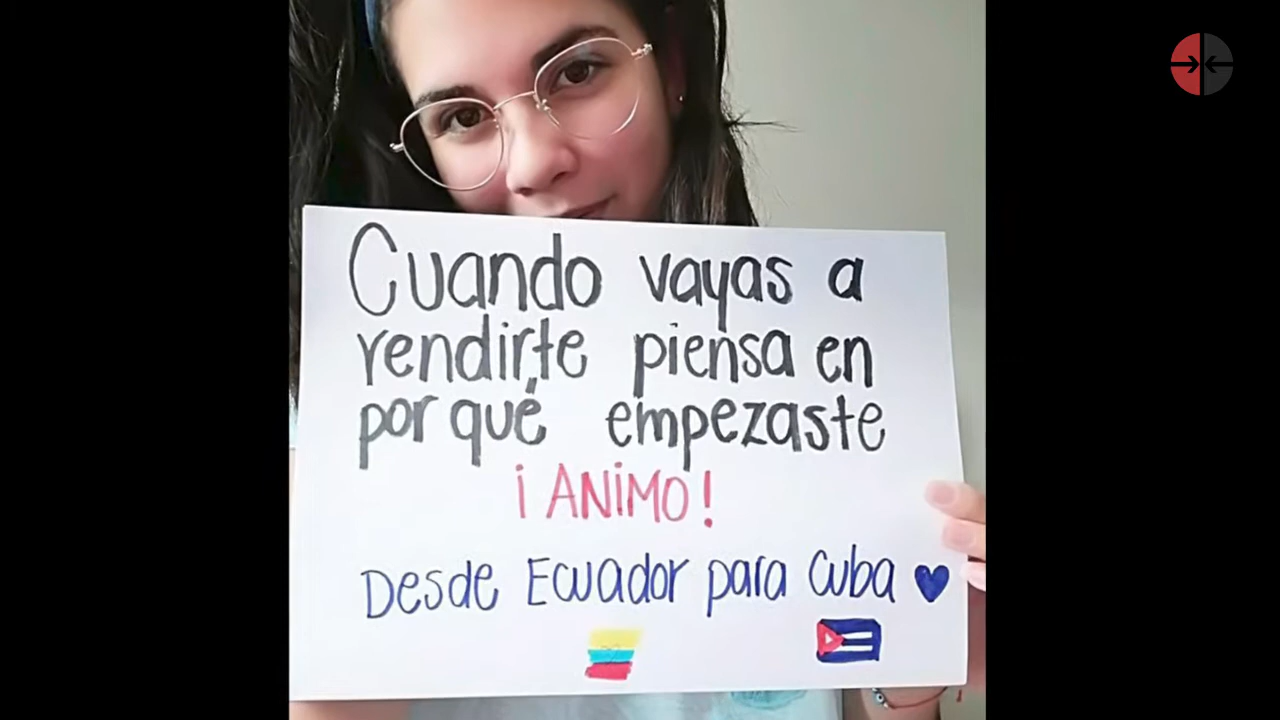 Cuando vayas a
rendirte piensa en
por qué empezaste
¡ANiMO!
Desde Ecuador para Cuba